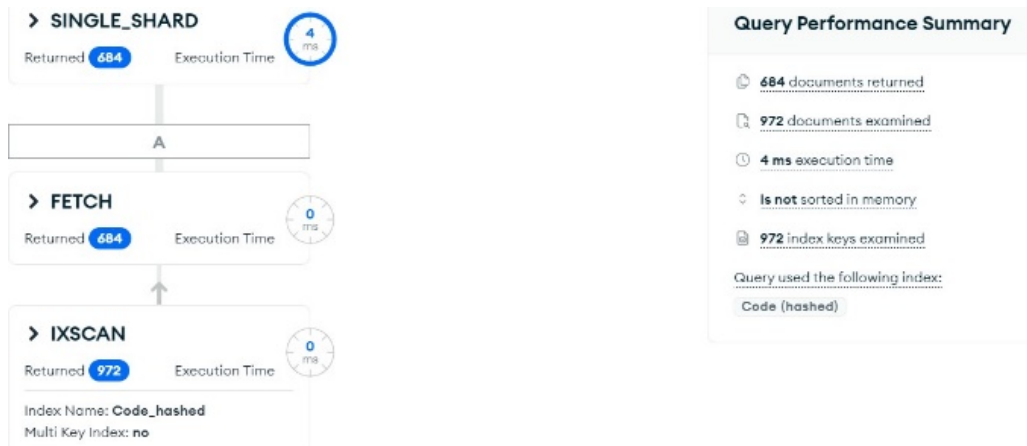 SINGLE_SHARD
Returned 684 Execution Time 4 ms
A
FETCH
Returned 684 Execution Time 0 ms
IXSCAN
Returned 972 Execution Time 0 ms
Index Name: Code_hashed
Multi Key Index: no
Query Performance Summary
684 documents returned
972 documents examined
4 ms execution time
Is not sorted in memory
972 index keys examined
Query used the following index:
Code (hashed)